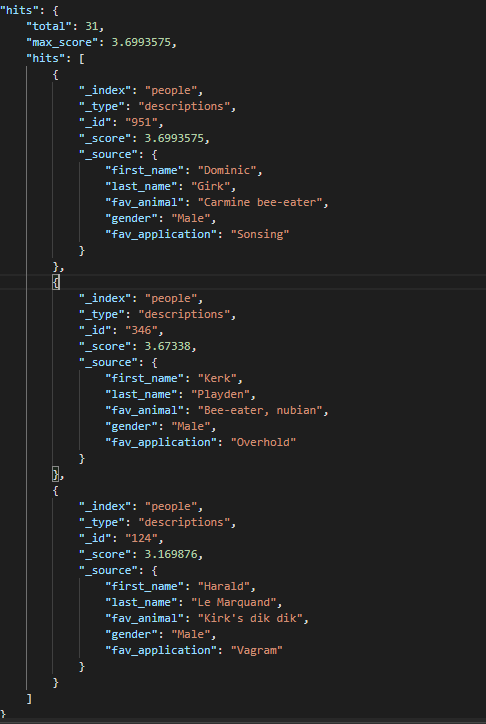 "hits": {
"total": 31,
"max_score": 3.6993575,
"hits": [
{
"_index": "people",
"_type": "descriptions",
"_id": "951",
"_score": 3.6993575,
"_source": {
"first_name": "Dominic",
"last_name": "Girk",
"fav_animal": "Carmine bee-eater",
"gender": "Male",
"fav_application": "Sonsing"
}
},
{
"_index": "people",
"_type": "descriptions",
"_id": "346",
"_score": 3.67338,
"_source": {
"first_name": "Kerk",
"last_name": "Playden",
"fav_animal": "Bee-eater, nubian",
"gender": "Male",
"fav_application": "Overhold"
}
},
{
"_index": "people",
"_type": "descriptions",
"_id": "124",
"_score": 3.169876,
"_source": {
"first_name": "Harald",
"last_name": "Le Marquand",
"fav_animal": "Kirk's dik dik",
"gender": "Male",
"fav_application": "Vagram"
}
}
]
}